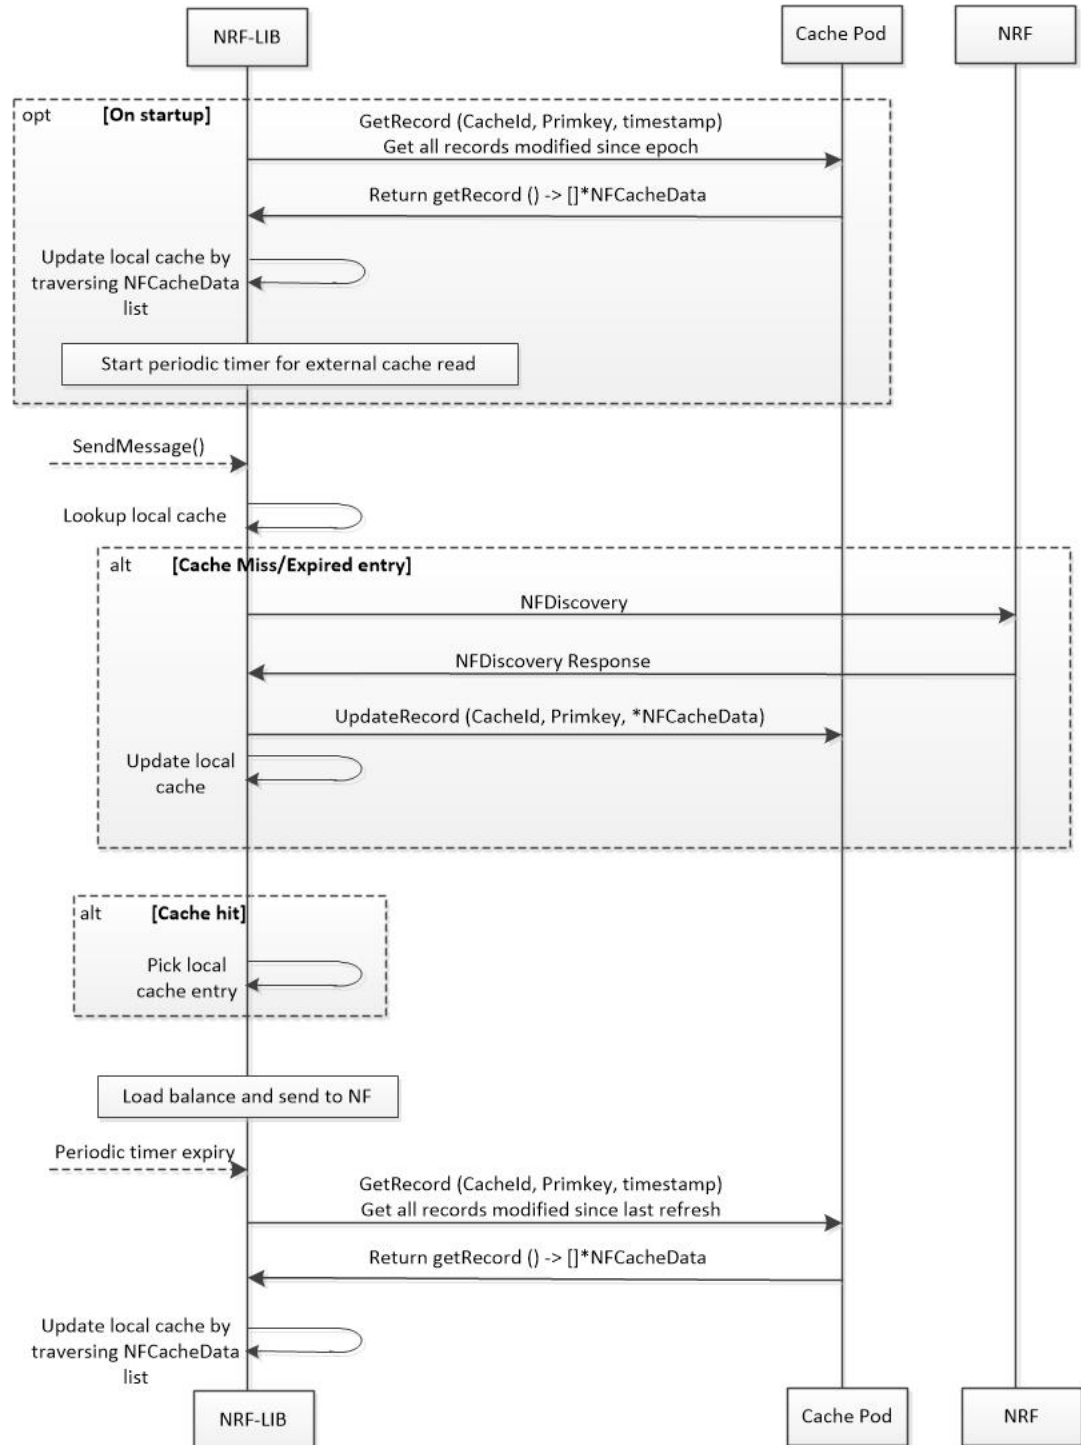 NRF-LIB
Cache Pod
NRF
opt
[On startup]
GetRecord (CacheId, Primkey, timestamp)
Get all records modified since epoch
Return getRecord () -> []*NFCacheData
Update local cache by
traversing NFCacheData
list
Start periodic timer for external cache read
SendMessage()
Lookup local cache
alt
[Cache Miss/Expired entry]
NFDiscovery
NFDiscovery Response
UpdateRecord (CacheId, Primkey, *NFCacheData)
Update local
cache
alt
[Cache hit]
Pick local
cache entry
Load balance and send to NF
Periodic timer expiry
GetRecord (CacheId, Primkey, timestamp)
Get all records modified since last refresh
Return getRecord () -> []*NFCacheData
Update local cache by
traversing NFCacheData
list
NRF-LIB
Cache Pod
NRF